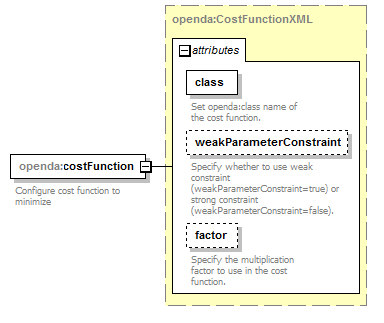 openda:CostFunctionXML
attributes
class
Set openda:class name of
the cost function.
weakParameterConstraint
Specify whether to use weak
constraint
(weakParameterConstraint=true) or
strong constraint
(weakParameterConstraint=false).
openda:costFunction
Configure cost function to
minimize
factor
Specify the multiplication
factor to use in the cost
function.